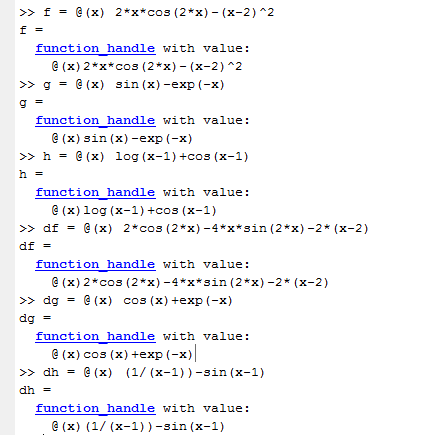 >> f = @(x) 2*x*cos(2*x)-(x-2)^2
f =
function_handle with value:
@(x)2*x*cos(2*x)-(x-2)^2
>> g = @(x) sin(x)-exp(-x)
g =
function_handle with value:
@(x)sin(x)-exp(-x)
>> h = @(x) log(x-1)+cos(x-1)
h =
function_handle with value:
@(x)log(x-1)+cos(x-1)
>> df = @(x) 2*cos(2*x)-4*x*sin(2*x)-2*(x-2)
df =
function_handle with value:
@(x)2*cos(2*x)-4*x*sin(2*x)-2*(x-2)
>> dg = @(x) cos(x)+exp(-x)
dg =
function_handle with value:
@(x)cos(x)+exp(-x)
>> dh = @(x) (1/(x-1))-sin(x-1)
dh =
function_handle with value:
@(x)(1/(x-1))-sin(x-1)